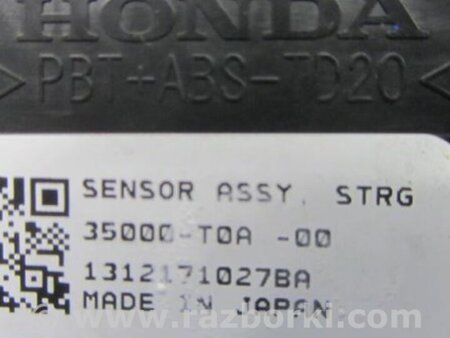 HONDA
>PBT+ABS-TD20<
SENSOR ASSY, STRG
35000-T0A -00
1312171027BA
MADE IN JAPAN
www.razborki.com